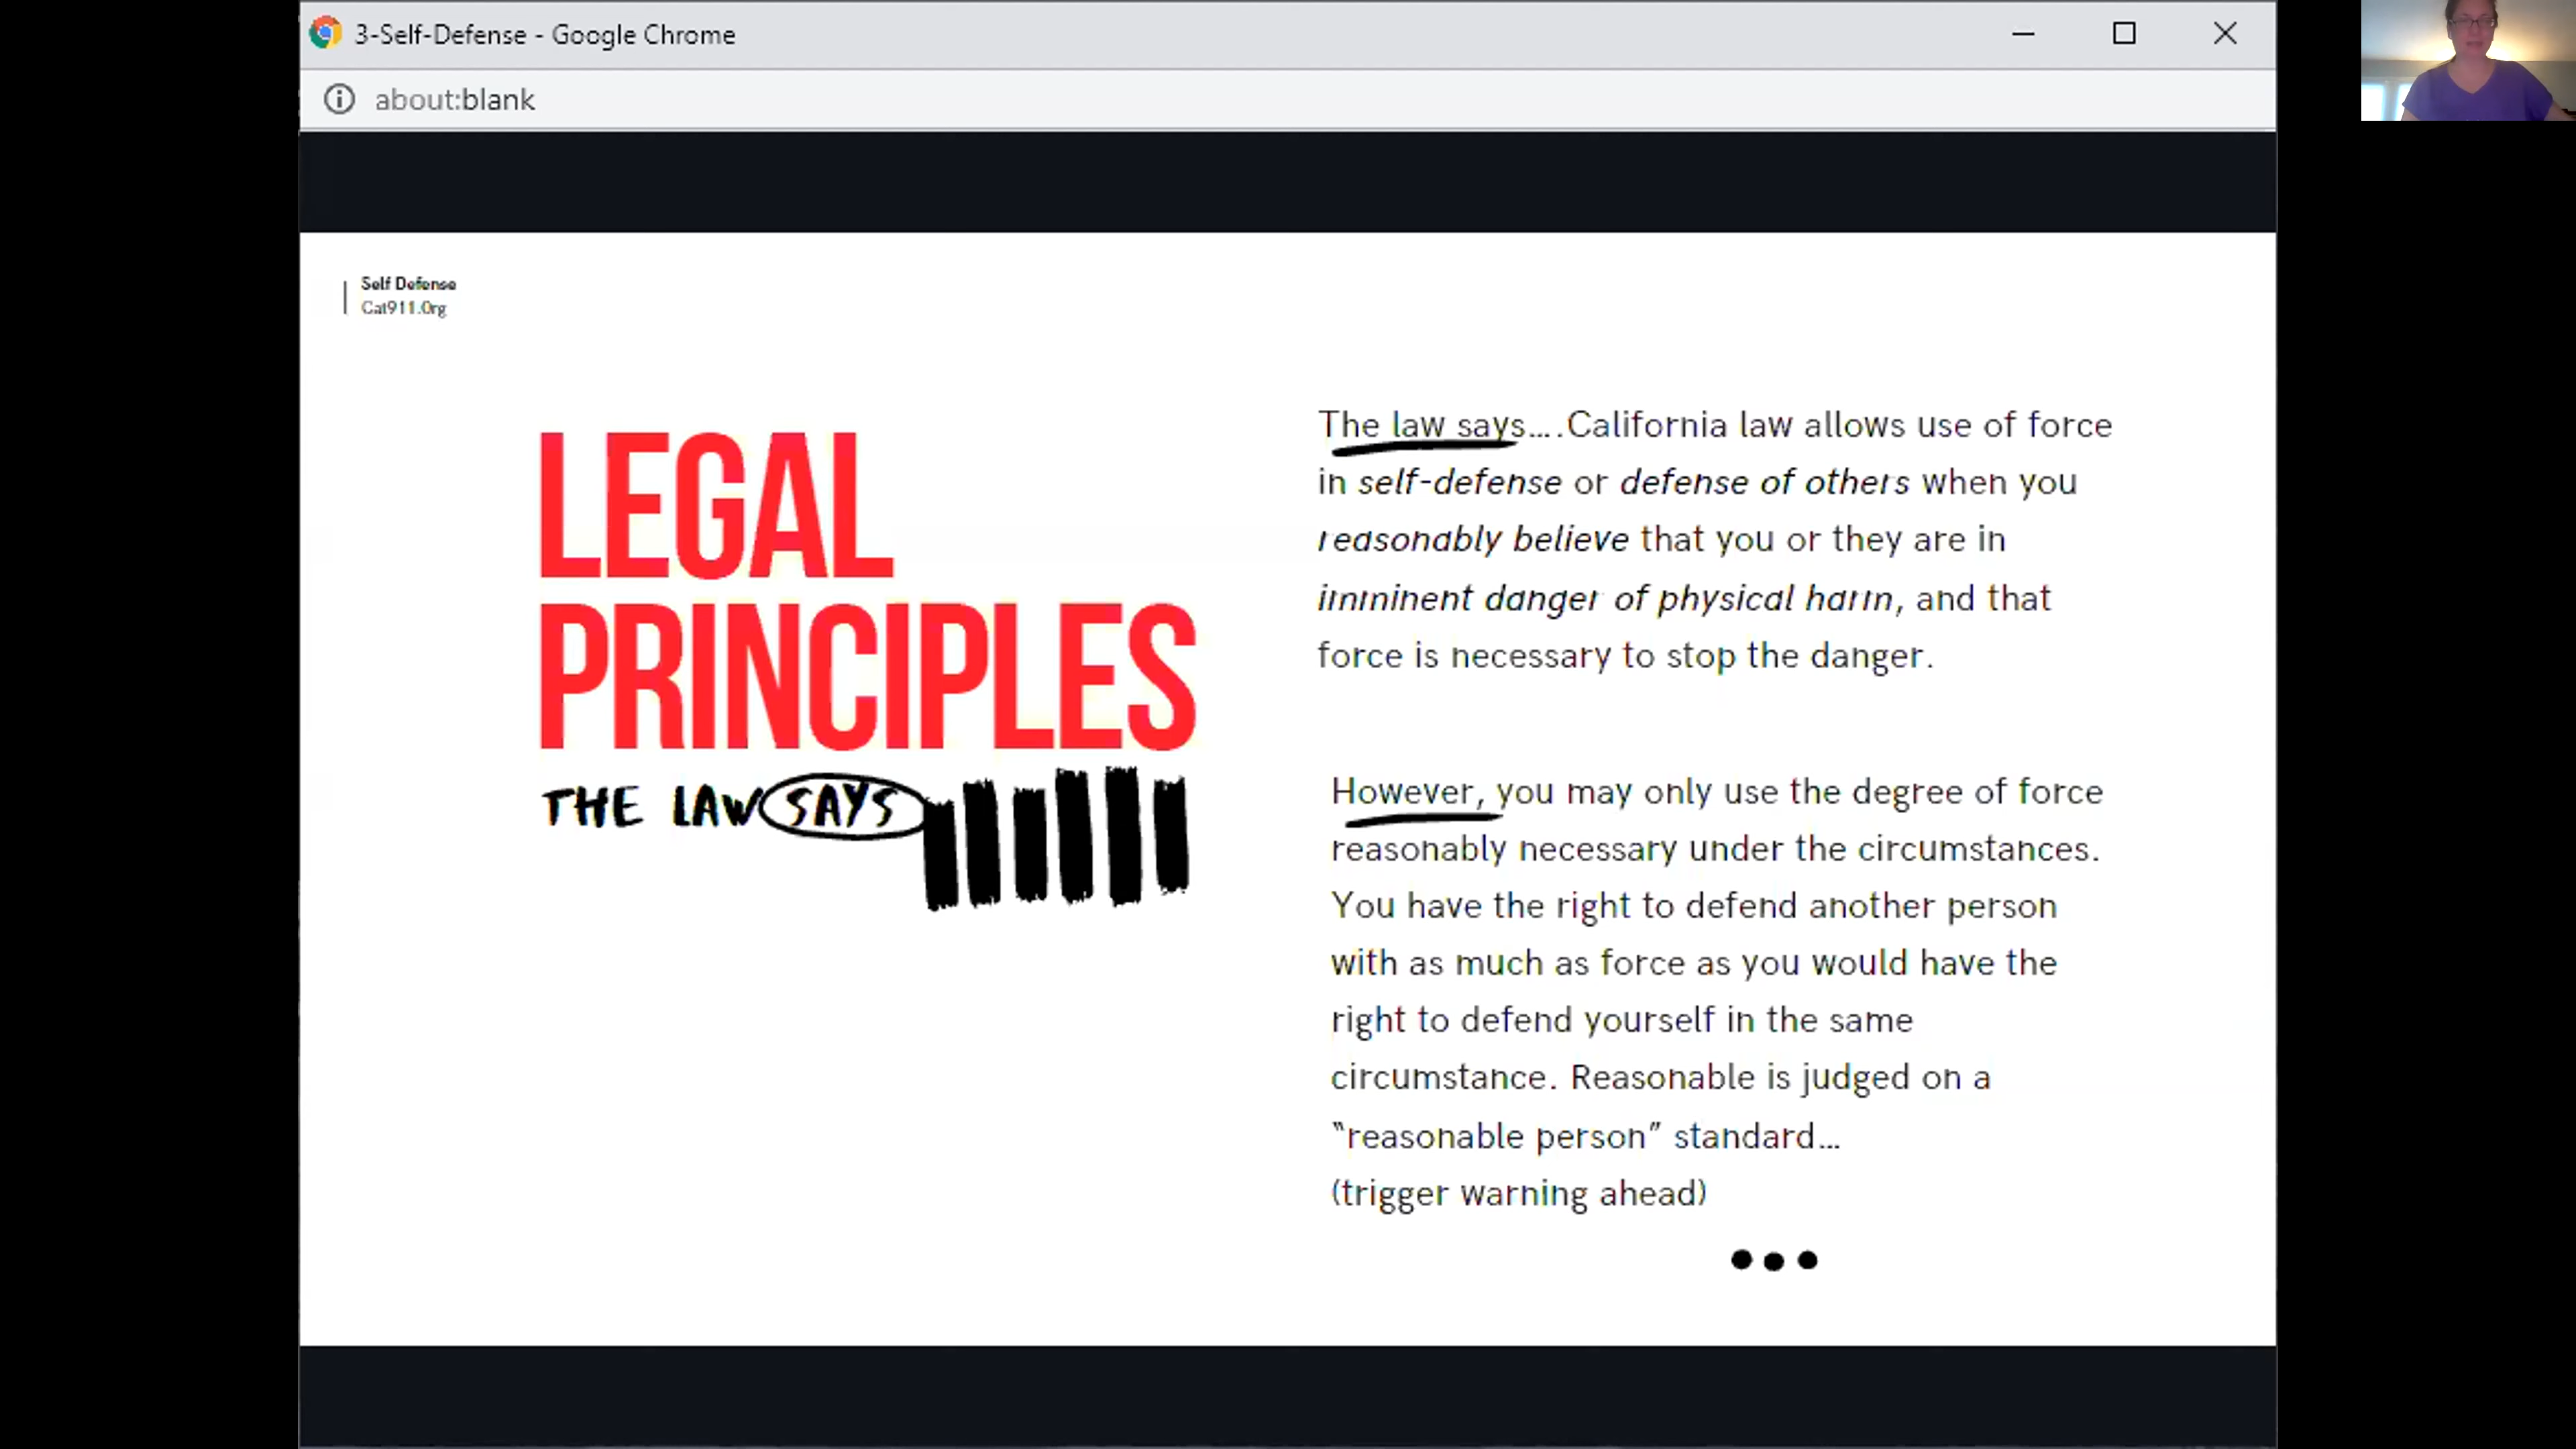 3-Self-Defense - Google Chrome
about:blank
Self Defense
Cat911.Org
LEGAL
PRINCIPLES
THE LAW SAYS
The law says....California law allows use of force
in self-defense or defense of others when you
reasonably believe that you or they are in
imminent danger of physical harm, and that
force is necessary to stop the danger.
However, you may only use the degree of force
reasonably necessary under the circumstances.
You have the right to defend another person
with as much as force as you would have the
right to defend yourself in the same
circumstance. Reasonable is judged on a
“reasonable person” standard...
(trigger warning ahead)